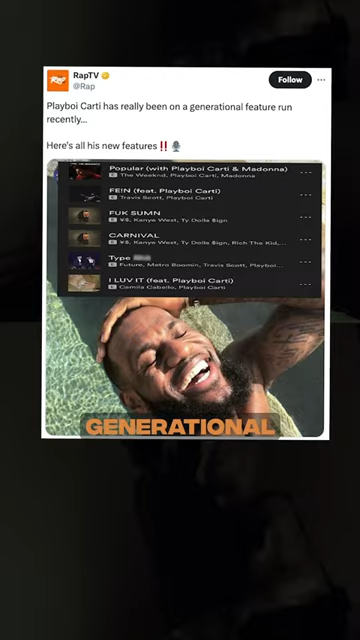 RapTV
@Rap
Follow
Playboi Carti has really been on a generational feature run
recently...
Here's all his new features ‼️🎙️
Popular (with Playboi Carti & Madonna)
E The Weeknd, Playboi Carti, Madonna
FE!N (feat. Playboi Carti)
E Travis Scott, Playboi Carti
FUK SUMN
E ¥$, Kanye West, Ty Dolla $ign
CARNIVAL
E ¥$, Kanye West, Ty Dolla $ign, Rich The Kid,...
Type
E Future, Metro Boomin, Travis Scott, Playboi...
I LUV IT (feat. Playboi Carti)
E Camila Cabello, Playboi Carti
GENERATIONAL